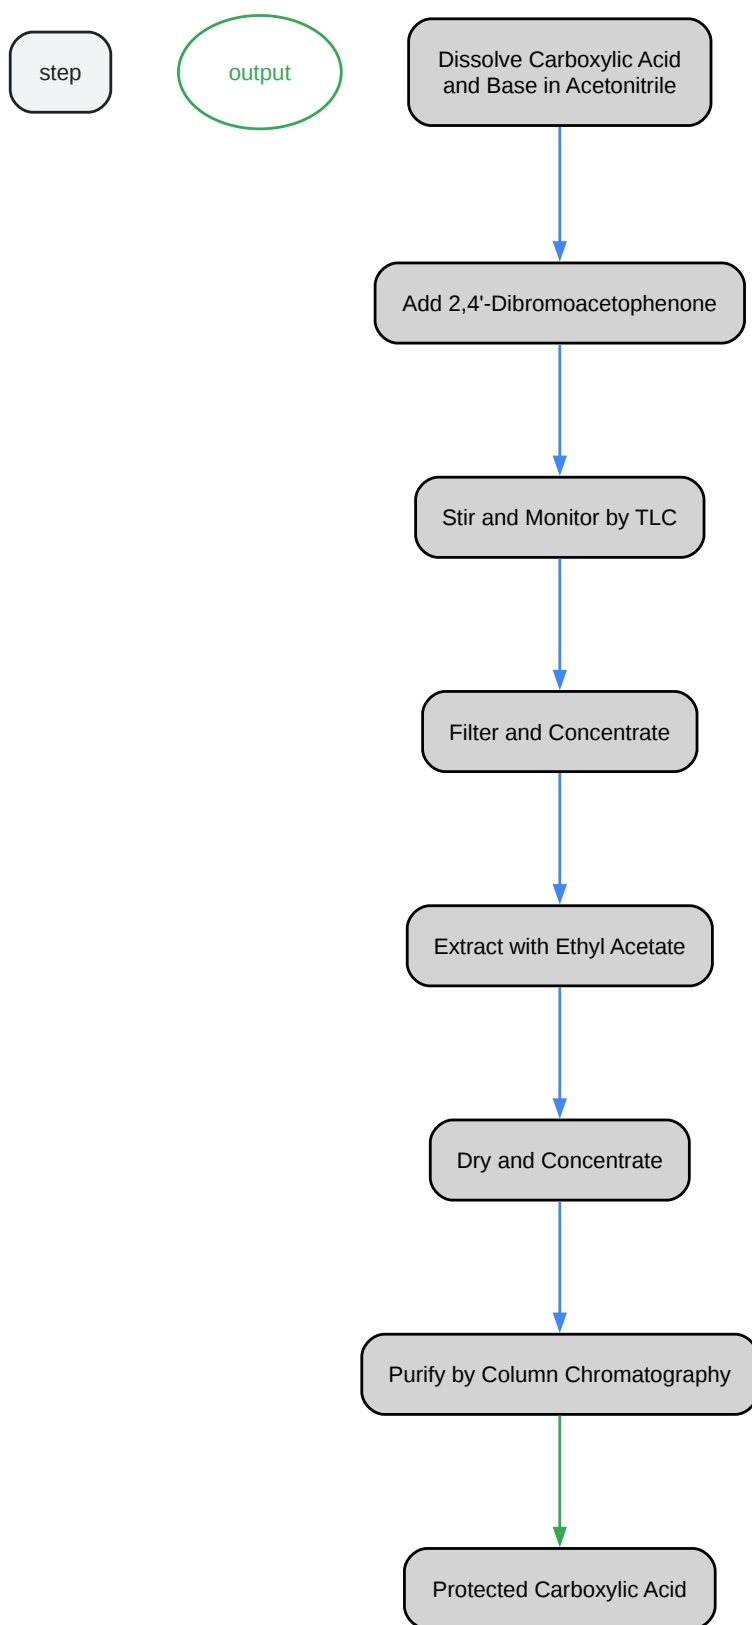 step
output
Dissolve Carboxylic Acid
and Base in Acetonitrile
Add 2,4'-Dibromoacetophenone
Stir and Monitor by TLC
Filter and Concentrate
Extract with Ethyl Acetate
Dry and Concentrate
Purify by Column Chromatography
Protected Carboxylic Acid